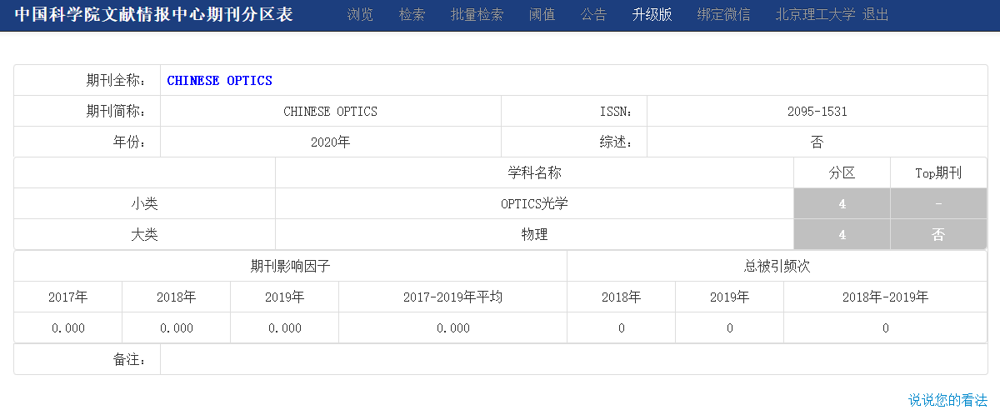 中国科学院文献情报中心期刊分区表 浏览 检索 批量检索 阈值 公告 升级版 绑定微信 北京理工大学 退出
期刊全称: CHINESE OPTICS
期刊简称: CHINESE OPTICS ISSN: 2095-1531
年份: 2020年 综述: 否
学科名称 分区 Top期刊
小类 OPTICS光学 4 -
大类 物理 4 否
期刊影响因子 总被引频次
2017年 2018年 2019年 2017-2019年平均 2018年 2019年 2018年-2019年
0.000 0.000 0.000 0.000 0 0 0
备注:
说说您的看法